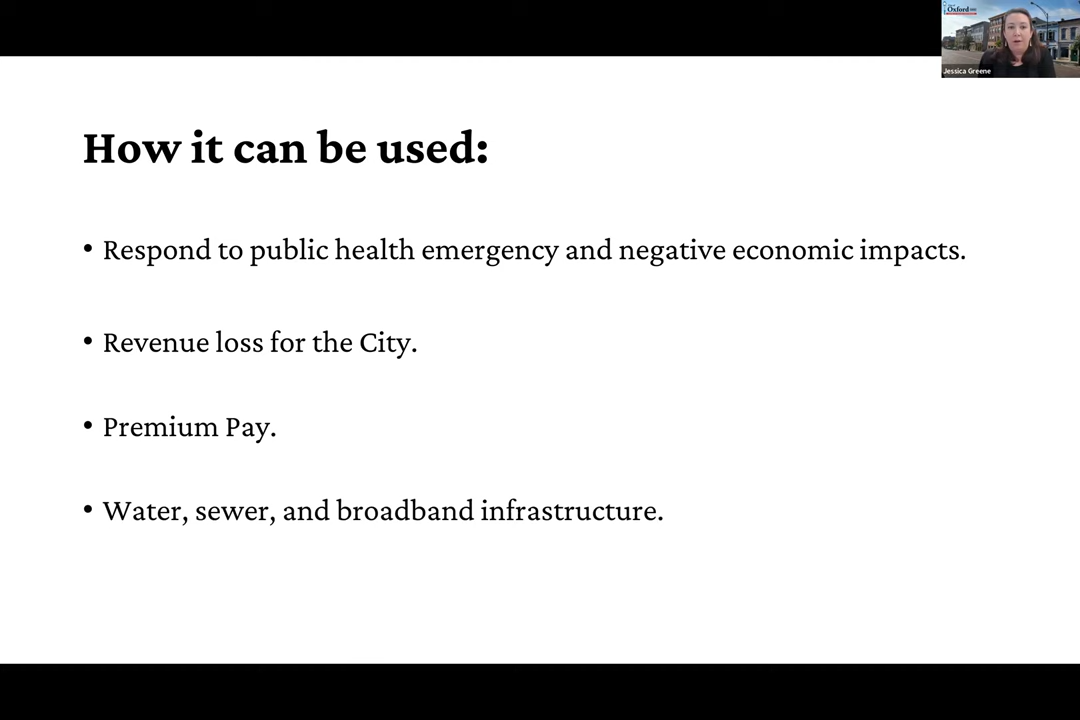 Oxford
Jessica Greene
How it can be used:
• Respond to public health emergency and negative economic impacts.
• Revenue loss for the City.
• Premium Pay.
• Water, sewer, and broadband infrastructure.